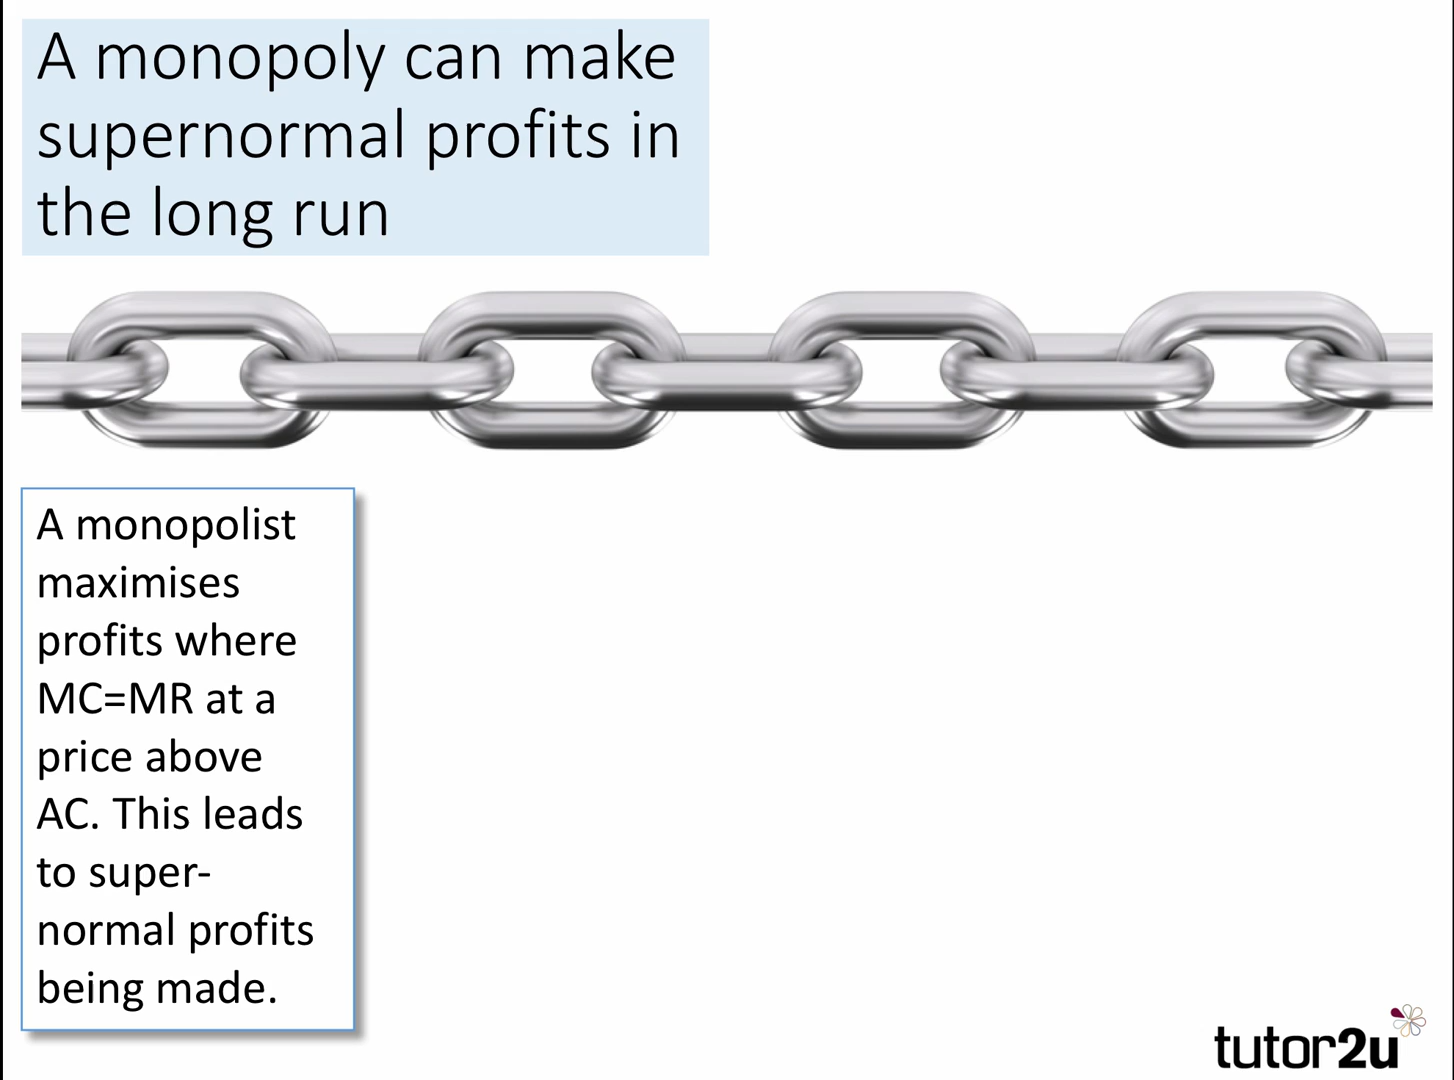 A monopoly can make
supernormal profits in
the long run
A monopolist
maximises
profits where
MC=MR at a
price above
AC. This leads
to super-
normal profits
being made.
tutor2u